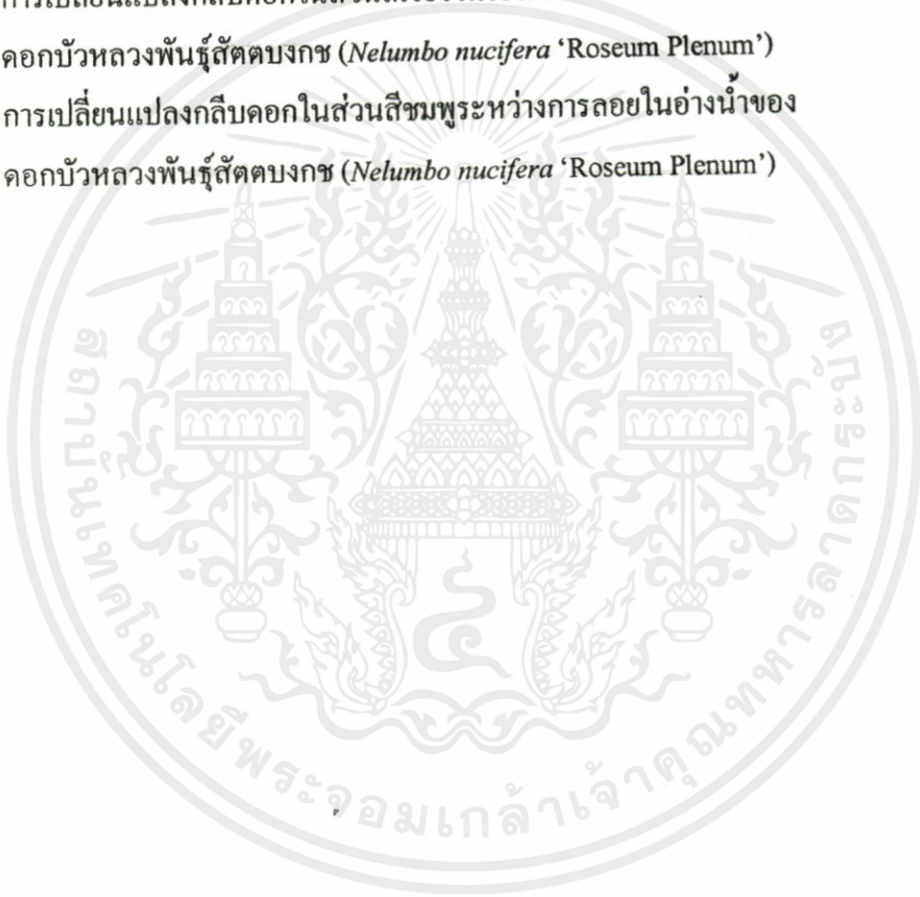 ดอกบัวหลวงพันธุ์สัตตบงกช (Nelumbo nucifera ‘Roseum Plenum’)
การเปลี่ยนแปลงกลีบดอกในส่วนสีชมพูระหว่างการลอยในอ่างน้ำของ
ดอกบัวหลวงพันธุ์สัตตบงกช (Nelumbo nucifera ‘Roseum Plenum’)
สถาบันเทคโนโลยีพระจอมเกล้าเจ้าคุณทหารลาดกระบัง